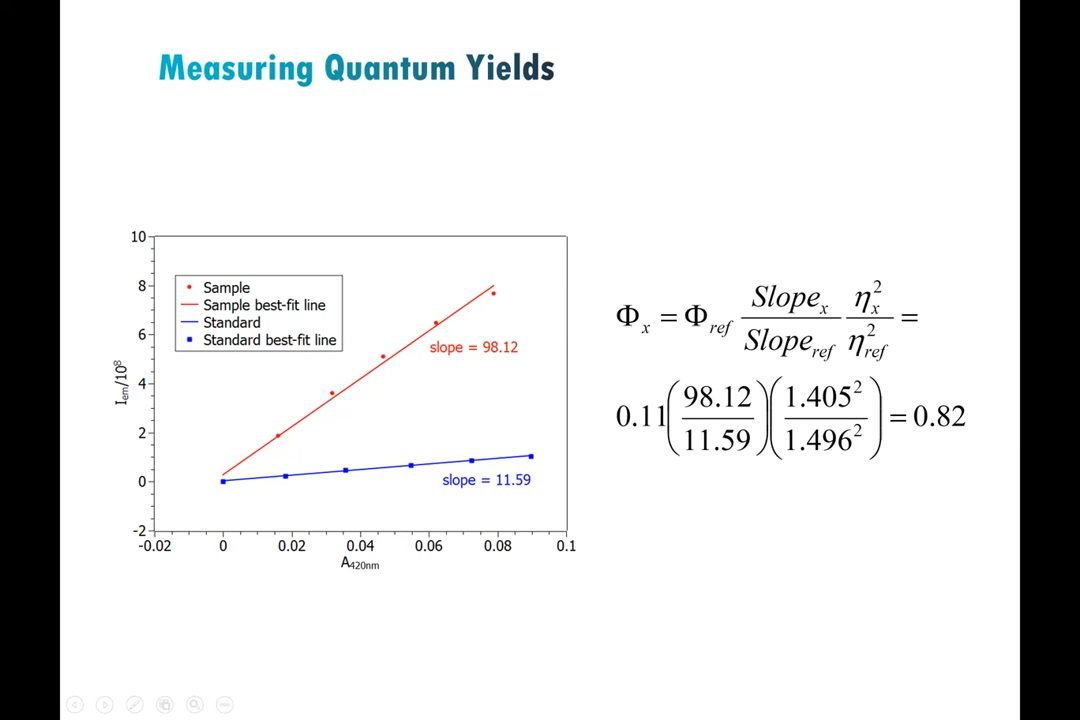 Measuring Quantum Yields
10
8
6
4
2
0
-2
I_em/10^8
Sample
Sample best-fit line
Standard
Standard best-fit line
slope = 98.12
slope = 11.59
-0.02 0 0.02 0.04 0.06 0.08 0.1
A_420nm
Φ_x = Φ_ref (Slope_x / Slope_ref) (η_x^2 / η_ref^2) =
0.11 (98.12 / 11.59) (1.405^2 / 1.496^2) = 0.82